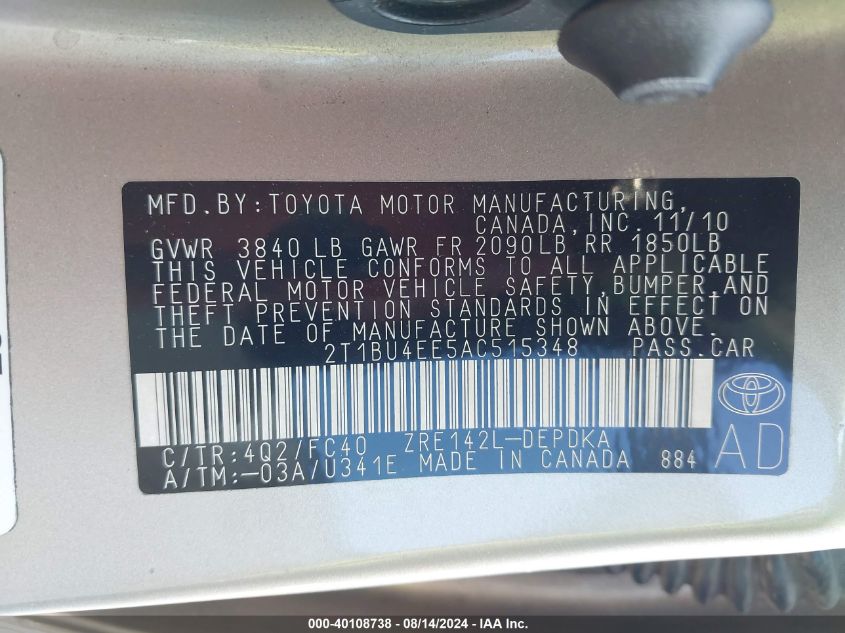 MFD.BY:TOYOTA MOTOR MANUFACTURING,
CANADA,INC. 11/10
GVWR 3840 LB GAWR FR 2090LB RR 1850LB
THIS VEHICLE CONFORMS TO ALL APPLICABLE
FEDERAL MOTOR VEHICLE SAFETY, BUMPER,AND
THEFT PREVENTION STANDARDS IN EFFECT ON
THE DATE OF MANUFACTURE SHOWN ABOVE.
2T1BU4EE5AC515348 PASS.CAR
C/TR:4Q2/FC40 ZRE142L-DEPDKA
A/TM:-03A/U341E MADE IN CANADA 884
AD
000-40108738 - 08/14/2024 - IAA Inc.